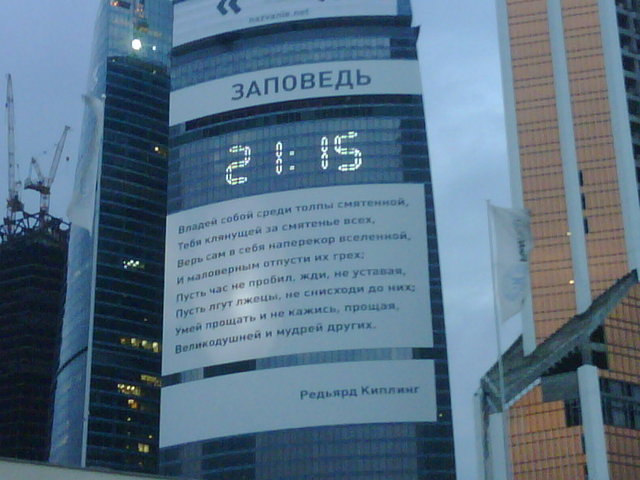 «
nazvanie.net
ЗАПОВЕДЬ
21:15
Владей собой среди толпы смятенной,
Тебя клянущей за смятенье всех,
Верь сам в себя наперекор вселенной,
И маловерным отпусти их грех;
Пусть час не пробил, жди, не уставая,
Пусть лгут лжецы, не снисходи до них;
Умей прощать и не кажись, прощая,
Великодушней и мудрей других.
Редьярд Киплинг